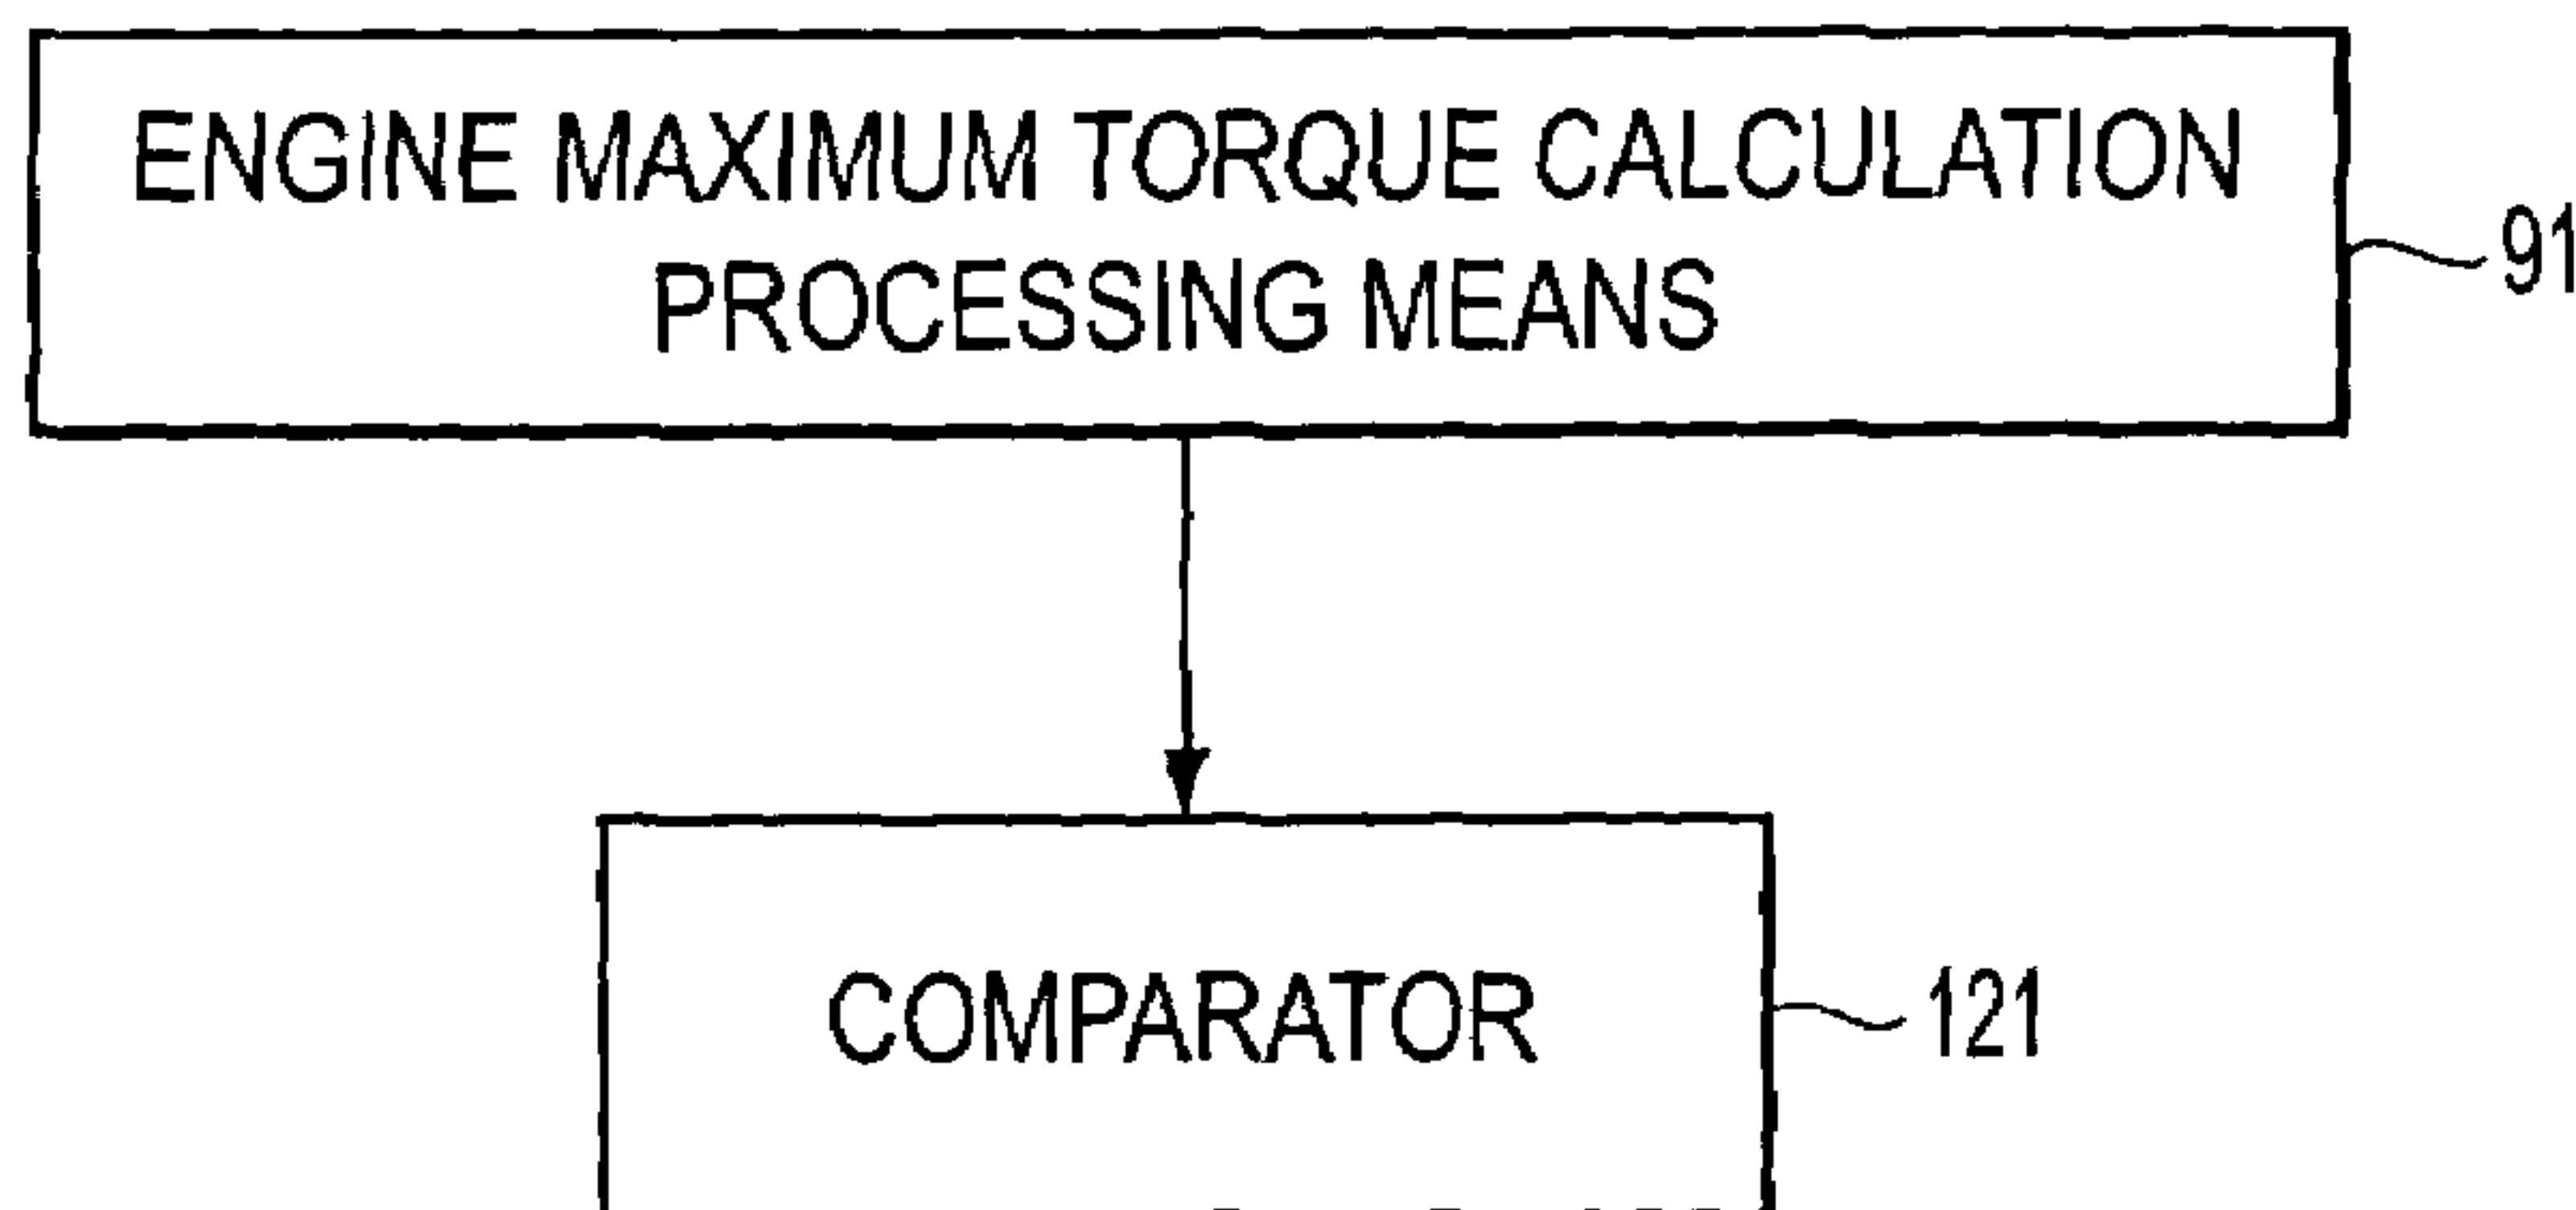 ENGINE MAXIMUM TORQUE CALCULATION
PROCESSING MEANS
91
COMPARATOR
121